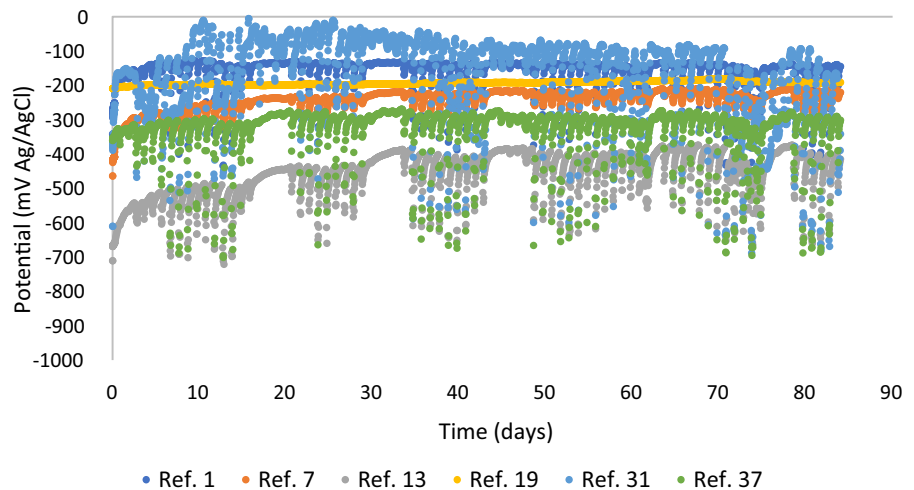 0
-100
-200
-300
-400
-500
-600
-700
-800
-900
-1000
Potential (mV Ag/AgCl)
0 10 20 30 40 50 60 70 80 90
Time (days)
Ref. 1 Ref. 7 Ref. 13 Ref. 19 Ref. 31 Ref. 37